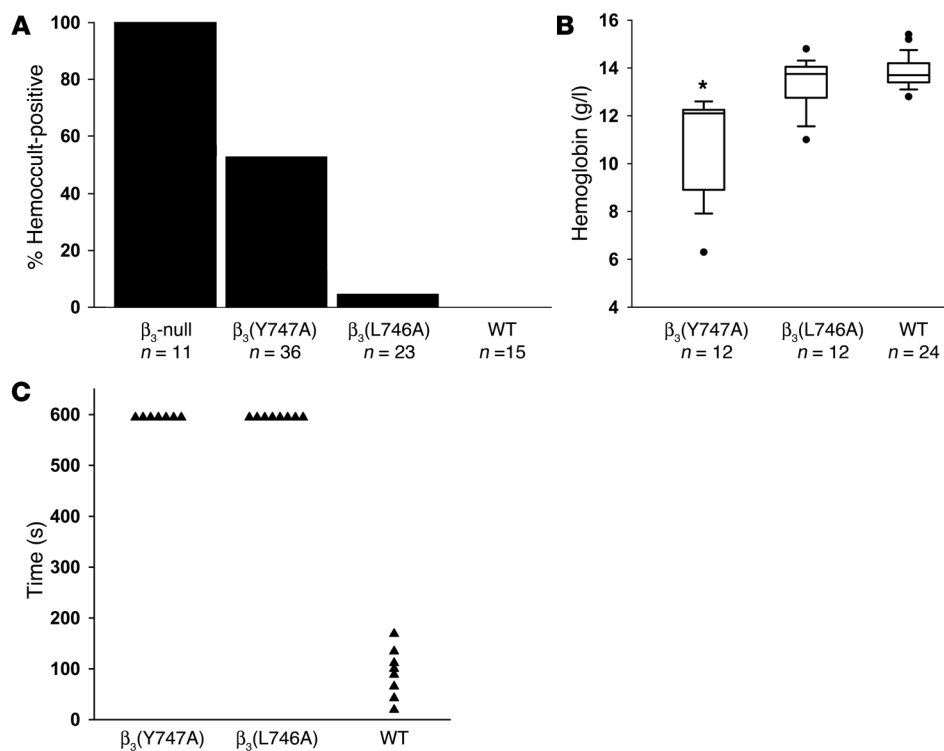 A
% Hemoccult-positive
100
80
60
40
20
0
β3-null
n = 11
β3(Y747A)
n = 36
β3(L746A)
n = 23
WT
n =15
B
Hemoglobin (g/l)
16
14
12
10
8
6
4
*
β3(Y747A)
n = 12
β3(L746A)
n = 12
WT
n = 24
C
Time (s)
600
500
400
300
200
100
0
β3(Y747A)
β3(L746A)
WT